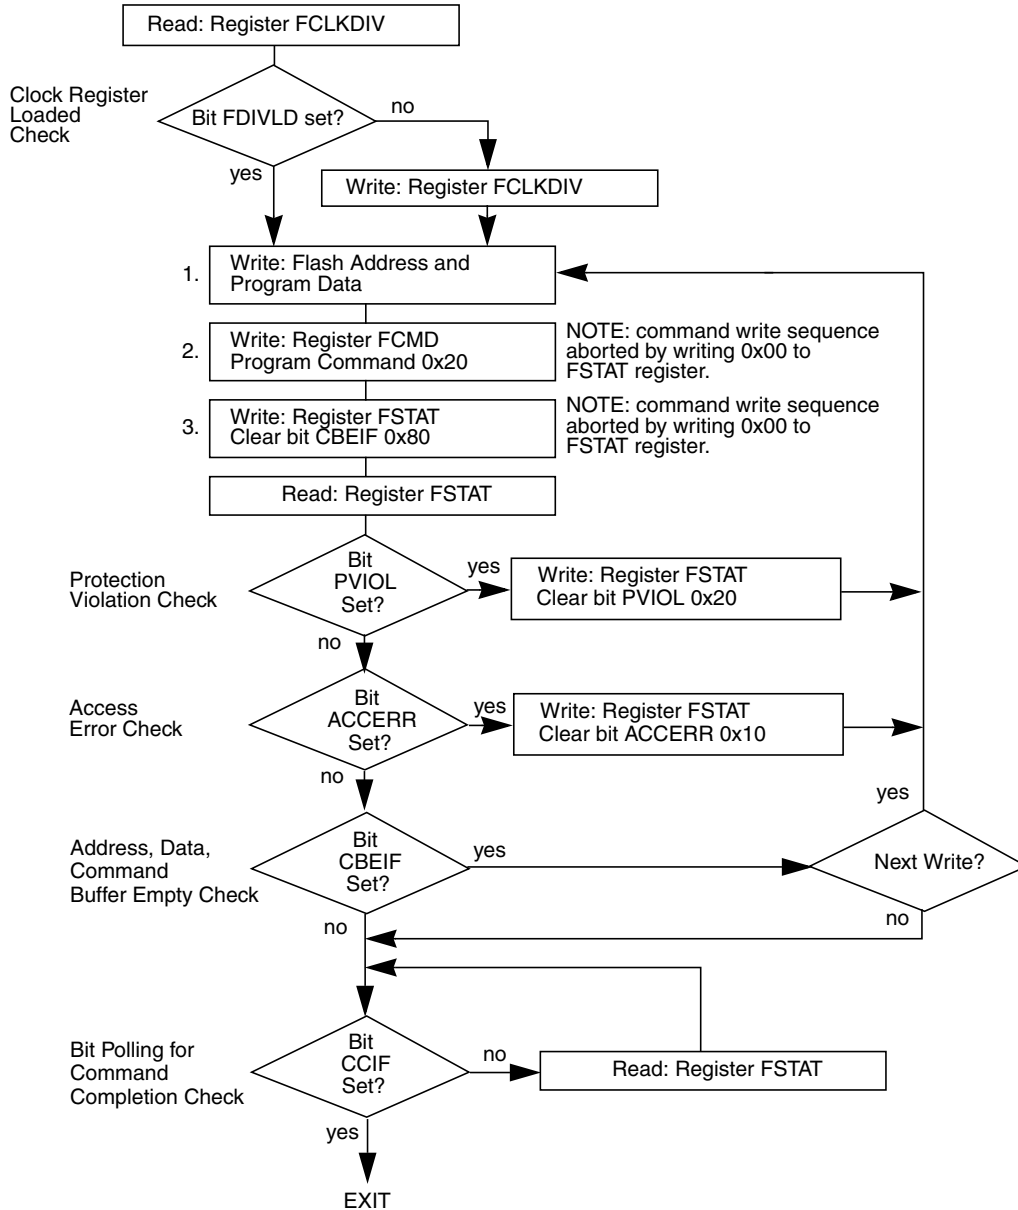 Read: Register FCLKDIV
Clock Register
Loaded
Check
Bit FDIVLD set?
no
yes
Write: Register FCLKDIV
1.
Write: Flash Address and
Program Data
2.
Write: Register FCMD
Program Command 0x20
NOTE: command write sequence
aborted by writing 0x00 to
FSTAT register.
3.
Write: Register FSTAT
Clear bit CBEIF 0x80
NOTE: command write sequence
aborted by writing 0x00 to
FSTAT register.
Read: Register FSTAT
Protection
Violation Check
Bit
PVIOL
Set?
yes
Write: Register FSTAT
Clear bit PVIOL 0x20
no
Access
Error Check
Bit
ACCERR
Set?
yes
Write: Register FSTAT
Clear bit ACCERR 0x10
no
yes
Address, Data,
Command
Buffer Empty Check
Bit
CBEIF
Set?
yes
Next Write?
no
no
Bit Polling for
Command
Completion Check
Bit
CCIF
Set?
no
Read: Register FSTAT
yes
EXIT